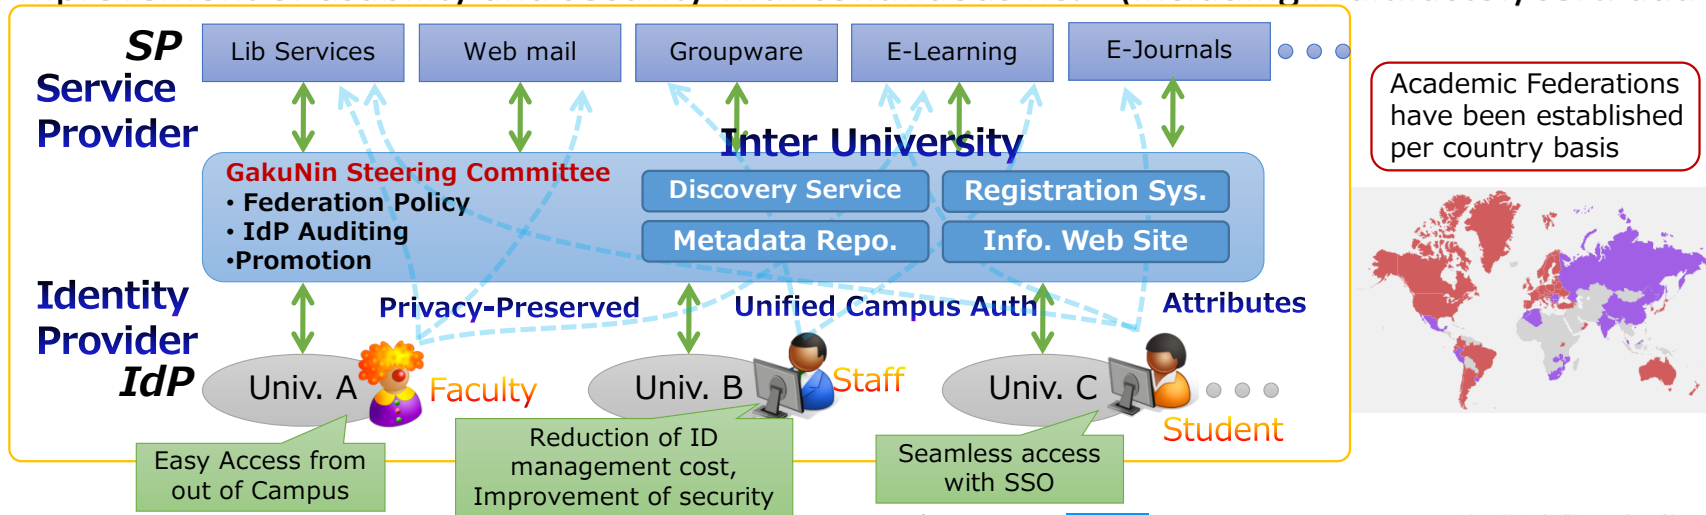 SP
Service
Provider
Lib Services
Web mail
Groupware
E-Learning
E-Journals
Academic Federations
have been established
per country basis
Inter University
GakuNin Steering Committee
• Federation Policy
• IdP Auditing
•Promotion
Discovery Service
Registration Sys.
Metadata Repo.
Info. Web Site
Identity
Provider
IdP
Privacy-Preserved
Unified Campus Auth
Attributes
Univ. A
Faculty
Univ. B
Staff
Univ. C
Student
Easy Access from
out of Campus
Reduction of ID
management cost,
Improvement of security
Seamless access
with SSO